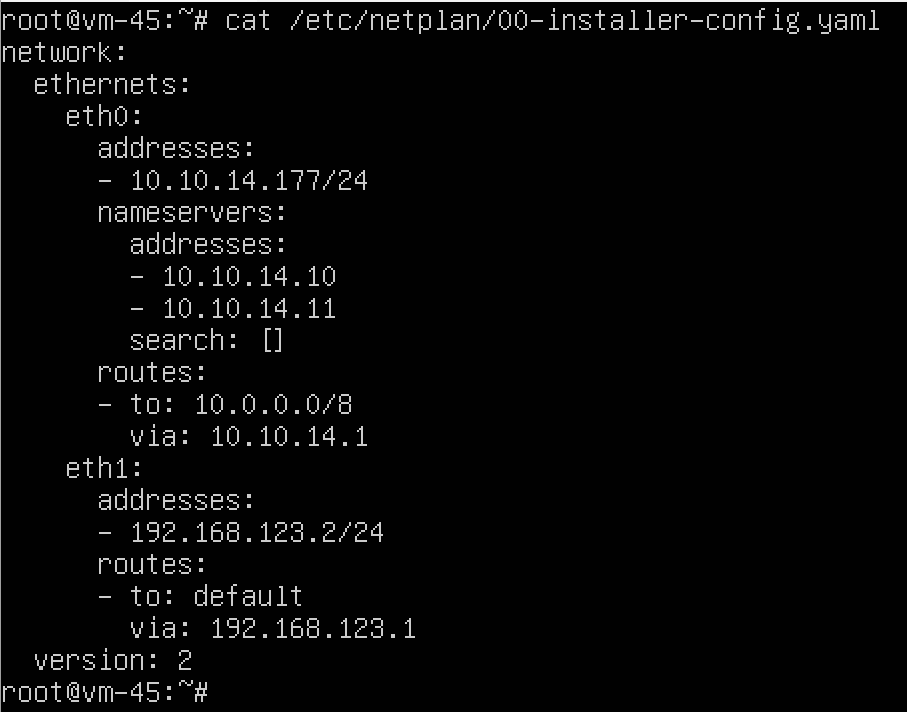 root@vm-45:~# cat /etc/netplan/00-installer-config.yaml
network:
  ethernets:
    eth0:
      addresses:
      - 10.10.14.177/24
      nameservers:
        addresses:
        - 10.10.14.10
        - 10.10.14.11
        search: []
      routes:
      - to: 10.0.0.0/8
        via: 10.10.14.1
    eth1:
      addresses:
      - 192.168.123.2/24
      routes:
      - to: default
        via: 192.168.123.1
  version: 2
root@vm-45:~#